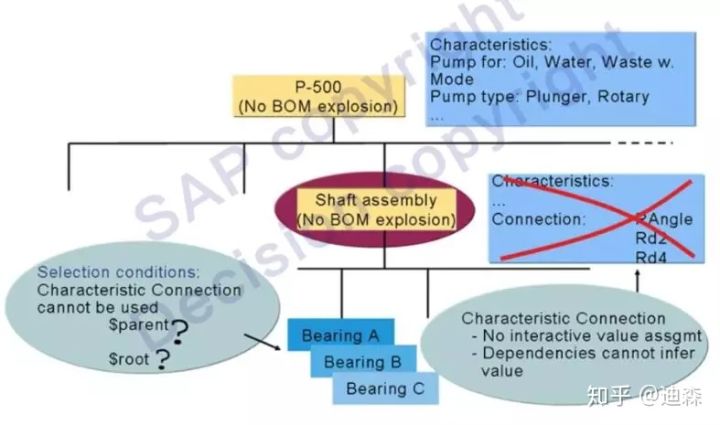 Characteristics:
Pump for: Oil, Water, Waste w.
Mode
Pump type: Plunger, Rotary
...
P-500
(No BOM explosion)
SAP copyright
Decision copyright
Shaft assembly
(No BOM explosion)
Characteristics:
...
Connection: RAngle
Rd2
Rd4
Selection conditions:
Characteristic Connection
cannot be used
$parent?
$root ?
Bearing A
Bearing B
Bearing C
Characteristic Connection
- No interactive value assgmt
- Dependencies cannot infer
value
知乎 @迪森